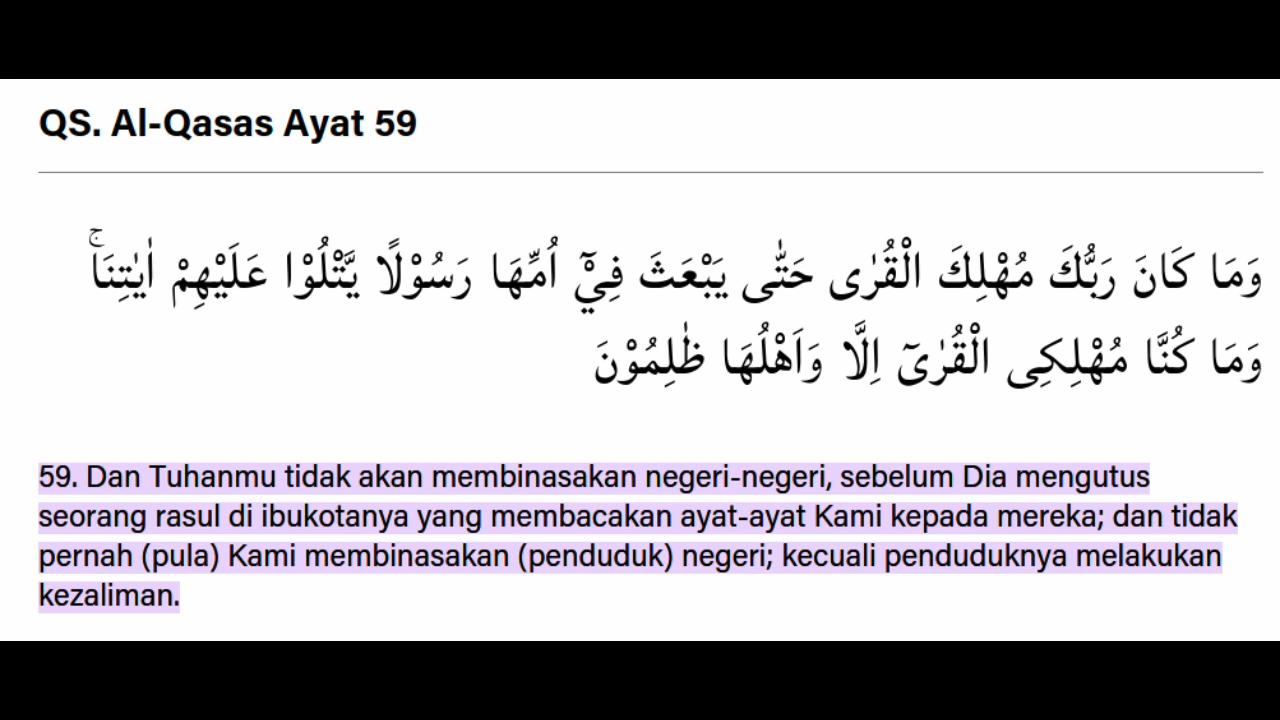 QS. Al-Qasas Ayat 59
وَمَا كَانَ رَبُّكَ مُهْلِكَ الْقُرٰى حَتّٰى يَبْعَثَ فِيْٓ اُمِّهَا رَسُوْلًا يَّتْلُوْا عَلَيْهِمْ اٰيٰتِنَاۚ
وَمَا كُنَّا مُهْلِكِى الْقُرٰىٓ اِلَّا وَاَهْلُهَا ظٰلِمُوْنَ
59. Dan Tuhanmu tidak akan membinasakan negeri-negeri, sebelum Dia mengutus
seorang rasul di ibukotanya yang membacakan ayat-ayat Kami kepada mereka; dan tidak
pernah (pula) Kami membinasakan (penduduk) negeri; kecuali penduduknya melakukan
kezaliman.